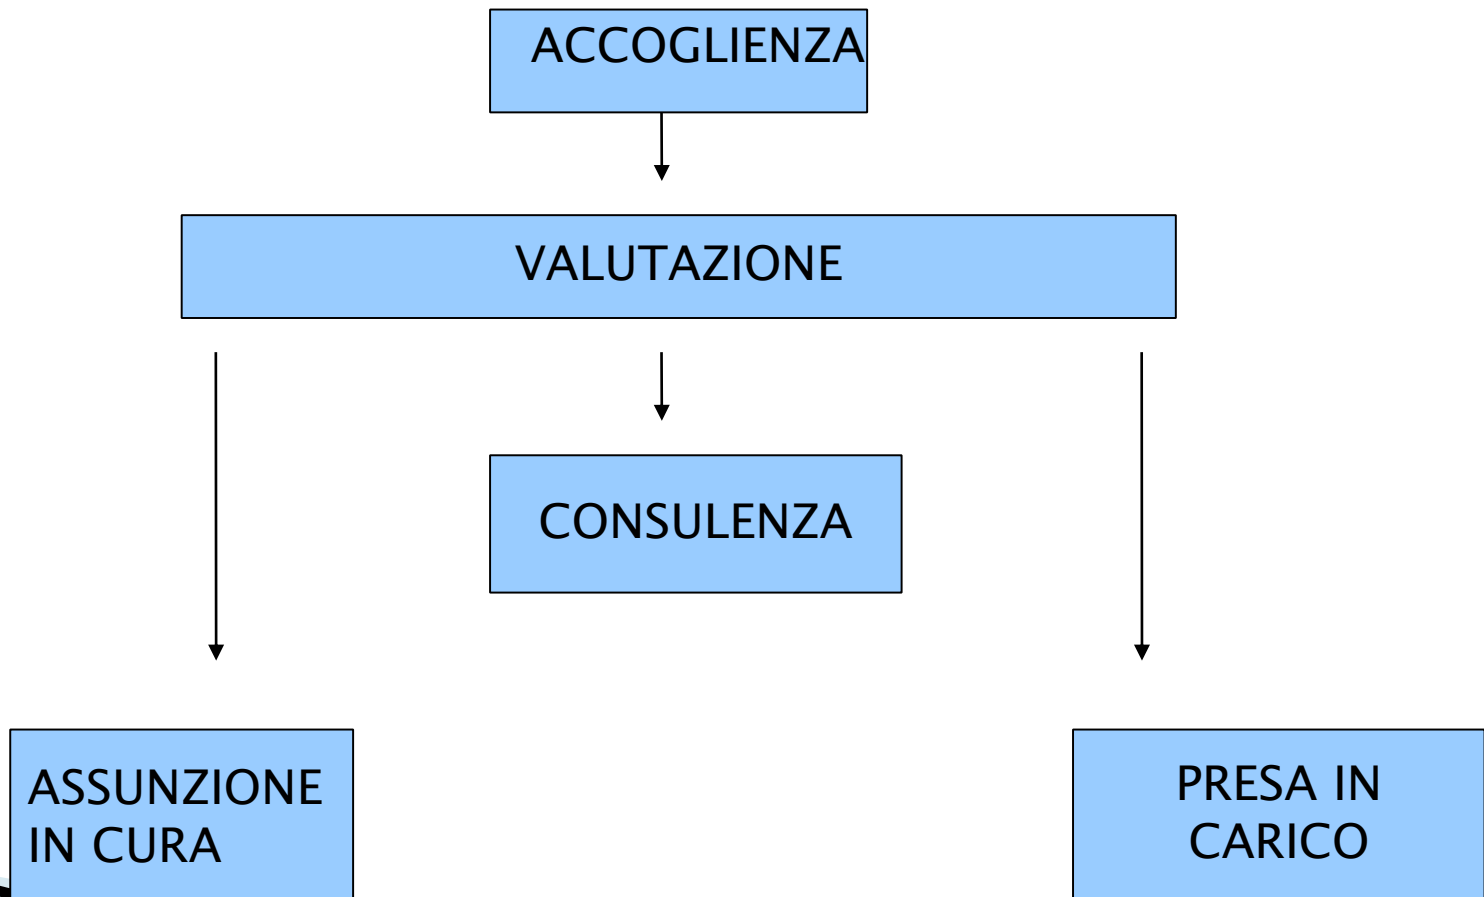 ACCOGLIENZA
VALUTAZIONE
CONSULENZA
ASSUNZIONE
IN CURA
PRESA IN
CARICO